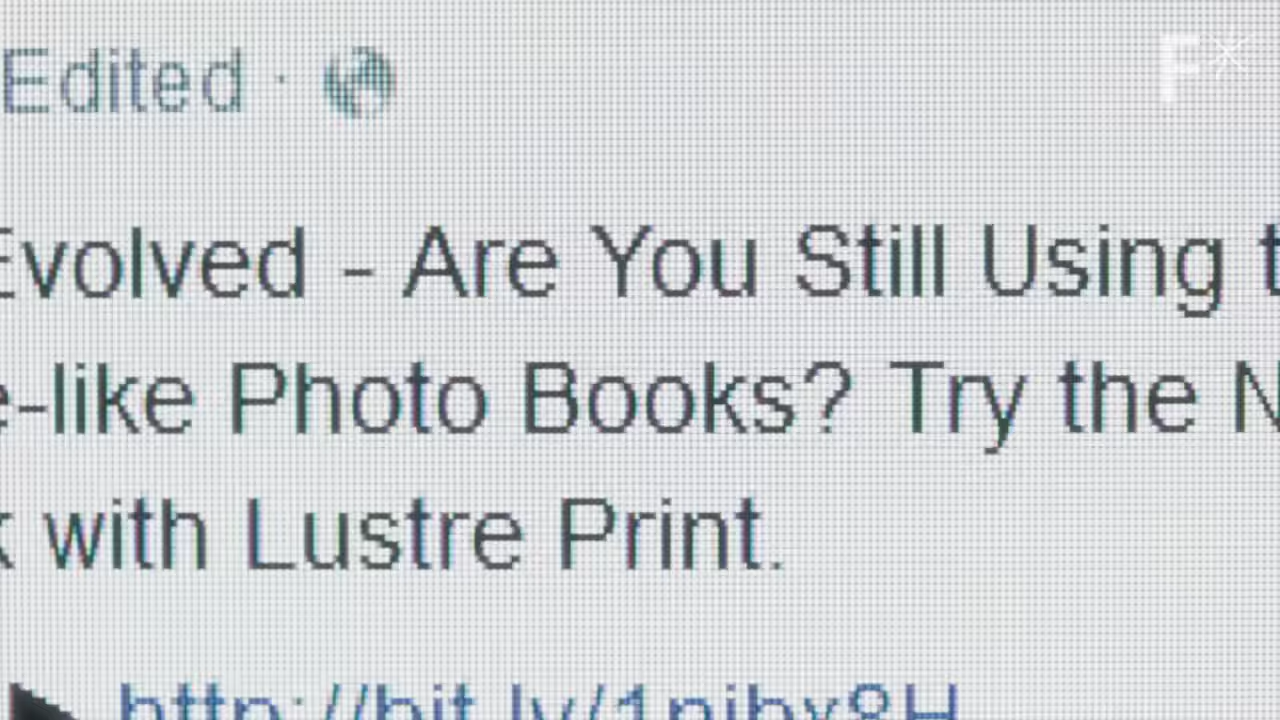 Edited ·
F*
Evolved - Are You Still Using t
e-like Photo Books? Try the N
k with Lustre Print.